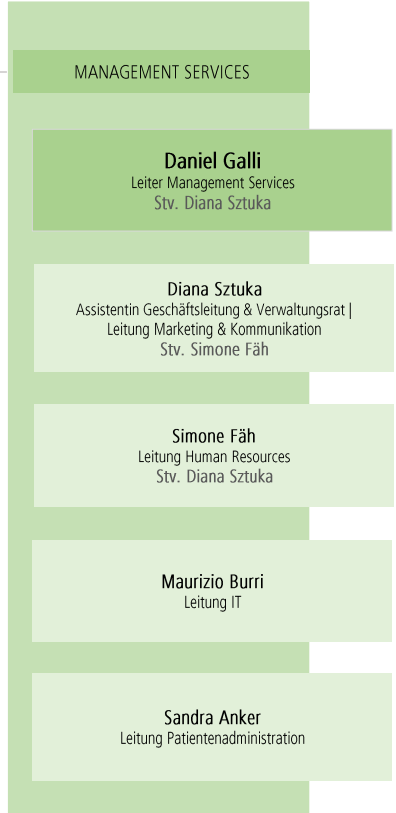 MANAGEMENT SERVICES
Daniel Galli
Leiter Management Services
Stv. Diana Sztuka
Diana Sztuka
Assistentin Geschäftsleitung & Verwaltungsrat |
Leitung Marketing & Kommunikation
Stv. Simone Fäh
Simone Fäh
Leitung Human Resources
Stv. Diana Sztuka
Maurizio Burri
Leitung IT
Sandra Anker
Leitung Patientenadministration